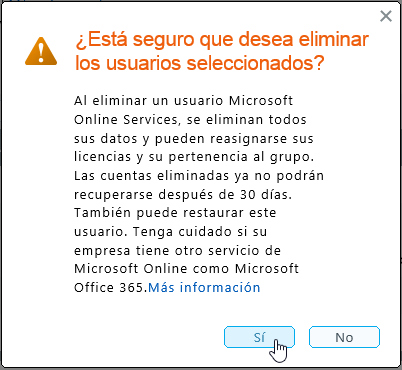 ¿Está seguro que desea eliminar
los usuarios seleccionados?
Al eliminar un usuario Microsoft
Online Services, se eliminan todos
sus datos y pueden reasignarse sus
licencias y su pertenencia al grupo.
Las cuentas eliminadas ya no podrán
recuperarse después de 30 días.
También puede restaurar este
usuario. Tenga cuidado si su
empresa tiene otro servicio de
Microsoft Online como Microsoft
Office 365.Más información
Sí
No